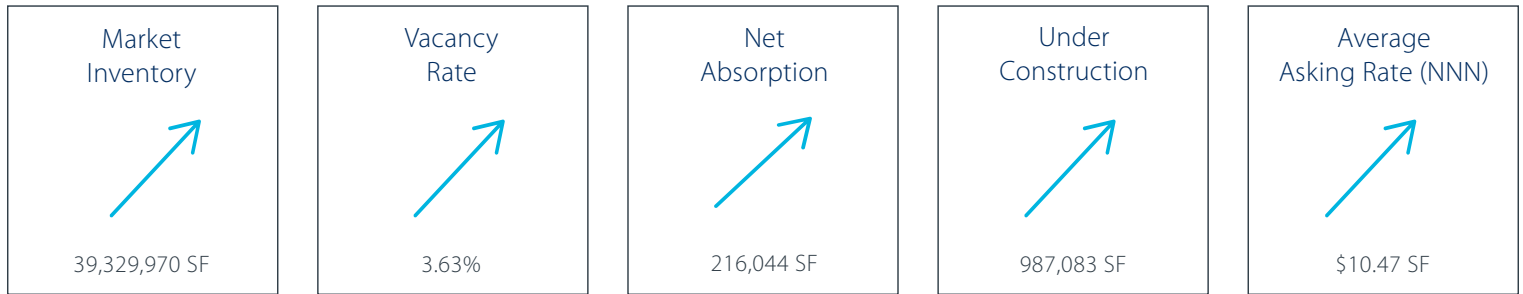 Market
Inventory
39,329,970 SF
Vacancy
Rate
3.63%
Net
Absorption
216,044 SF
Under
Construction
987,083 SF
Average
Asking Rate (NNN)
$10.47 SF